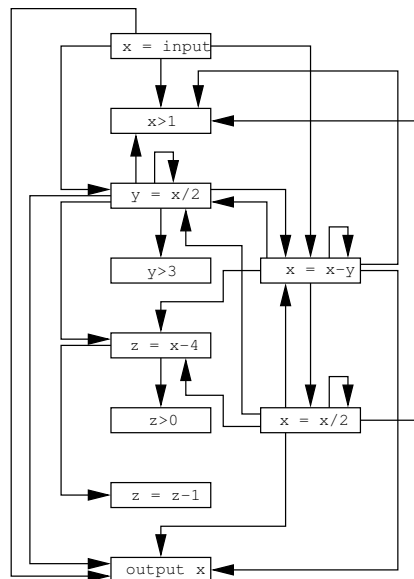 x = input
x>1
y = x/2
y>3
x = x-y
z = x-4
z>0
x = x/2
z = z-1
output x